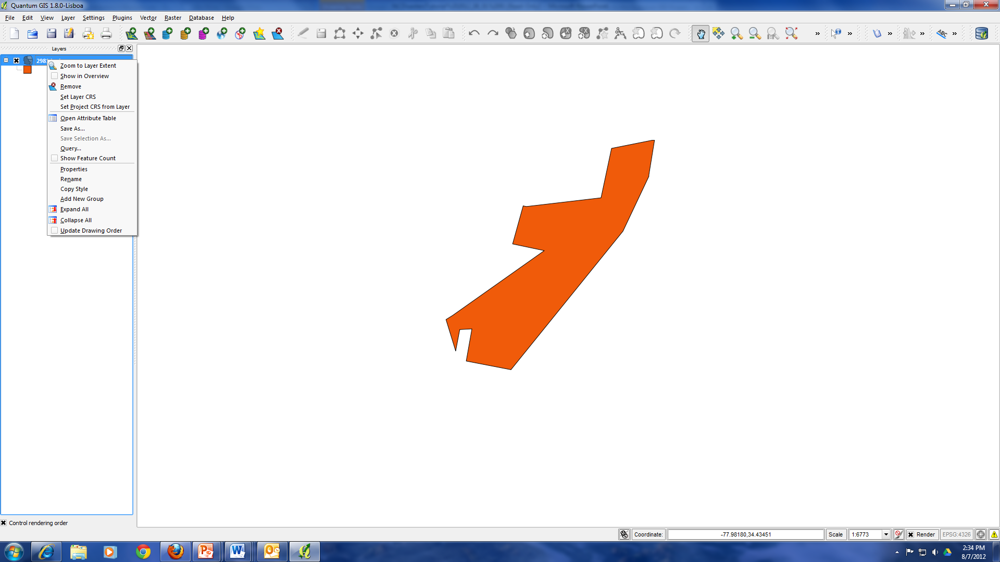 Quantum GIS 1.8.0-Lisboa
File Edit View Layer Settings Plugins Vector Raster Database Help
Layers
298
Zoom to Layer Extent
Show in Overview
Remove
Set Layer CRS
Set Project CRS from Layer
Open Attribute Table
Save As...
Save Selection As...
Query...
Show Feature Count
Properties
Rename
Copy Style
Add New Group
Expand All
Collapse All
Update Drawing Order
Control rendering order
Coordinate: -77.98180,34.43451 Scale 1:6773 Render EPSG:4326
2:34 PM
8/7/2012